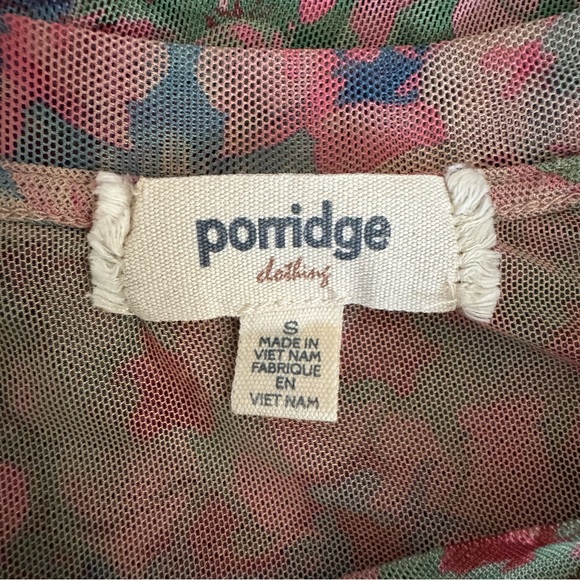 porridge
clothing
S
MADE IN
VIET NAM
FABRIQUE
EN
VIET NAM